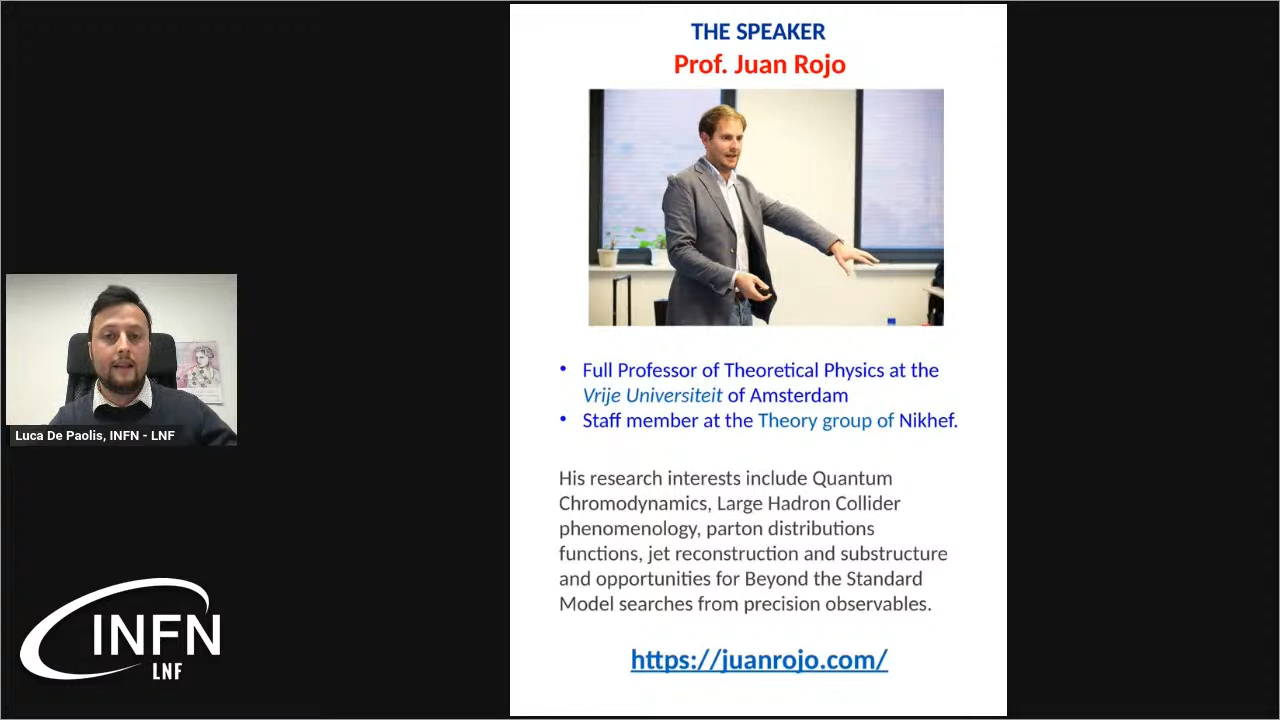 THE SPEAKER
Prof. Juan Rojo
• Full Professor of Theoretical Physics at the
Vrije Universiteit of Amsterdam
• Staff member at the Theory group of Nikhef.
His research interests include Quantum
Chromodynamics, Large Hadron Collider
phenomenology, parton distributions
functions, jet reconstruction and substructure
and opportunities for Beyond the Standard
Model searches from precision observables.
https://juanrojo.com/
Luca De Paolis, INFN - LNF
INFN
LNF